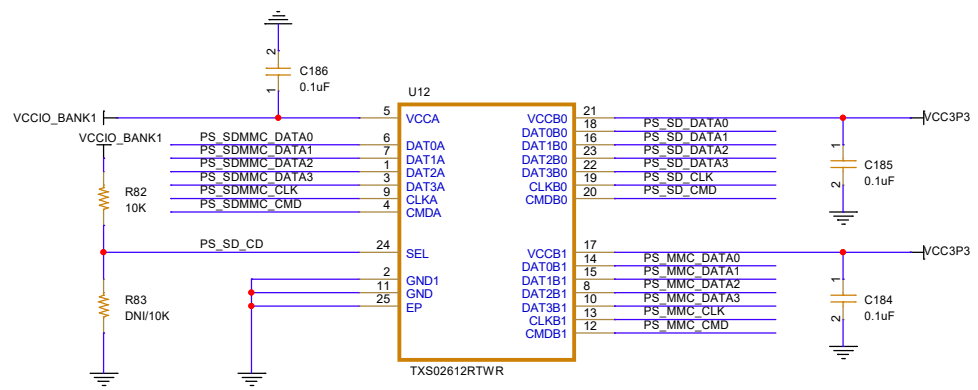 2
C186
0.1uF
1
U12
VCCIO_BANK1
5
VCCA
VCCB0
21
VCC3P3
VCCIO_BANK1
PS_SDMMC_DATA0
6
DAT0A
DAT0B0
18
PS_SD_DATA0
PS_SDMMC_DATA1
7
DAT1A
DAT1B0
16
PS_SD_DATA1
PS_SDMMC_DATA2
1
DAT2A
DAT2B0
23
PS_SD_DATA2
PS_SDMMC_DATA3
3
DAT3A
DAT3B0
22
PS_SD_DATA3
PS_SDMMC_CLK
9
CLKA
CLKB0
19
PS_SD_CLK
PS_SDMMC_CMD
4
CMDA
CMDB0
20
PS_SD_CMD
1
C185
0.1uF
2
R82
10K
PS_SD_CD
24
SEL
VCCB1
17
VCC3P3
DAT0B1
14
PS_MMC_DATA0
2
GND1
DAT1B1
15
PS_MMC_DATA1
11
GND
DAT2B1
8
PS_MMC_DATA2
25
EP
DAT3B1
10
PS_MMC_DATA3
CLKB1
13
PS_MMC_CLK
CMDB1
12
PS_MMC_CMD
1
C184
0.1uF
2
R83
DNI/10K
TXS02612RTWR